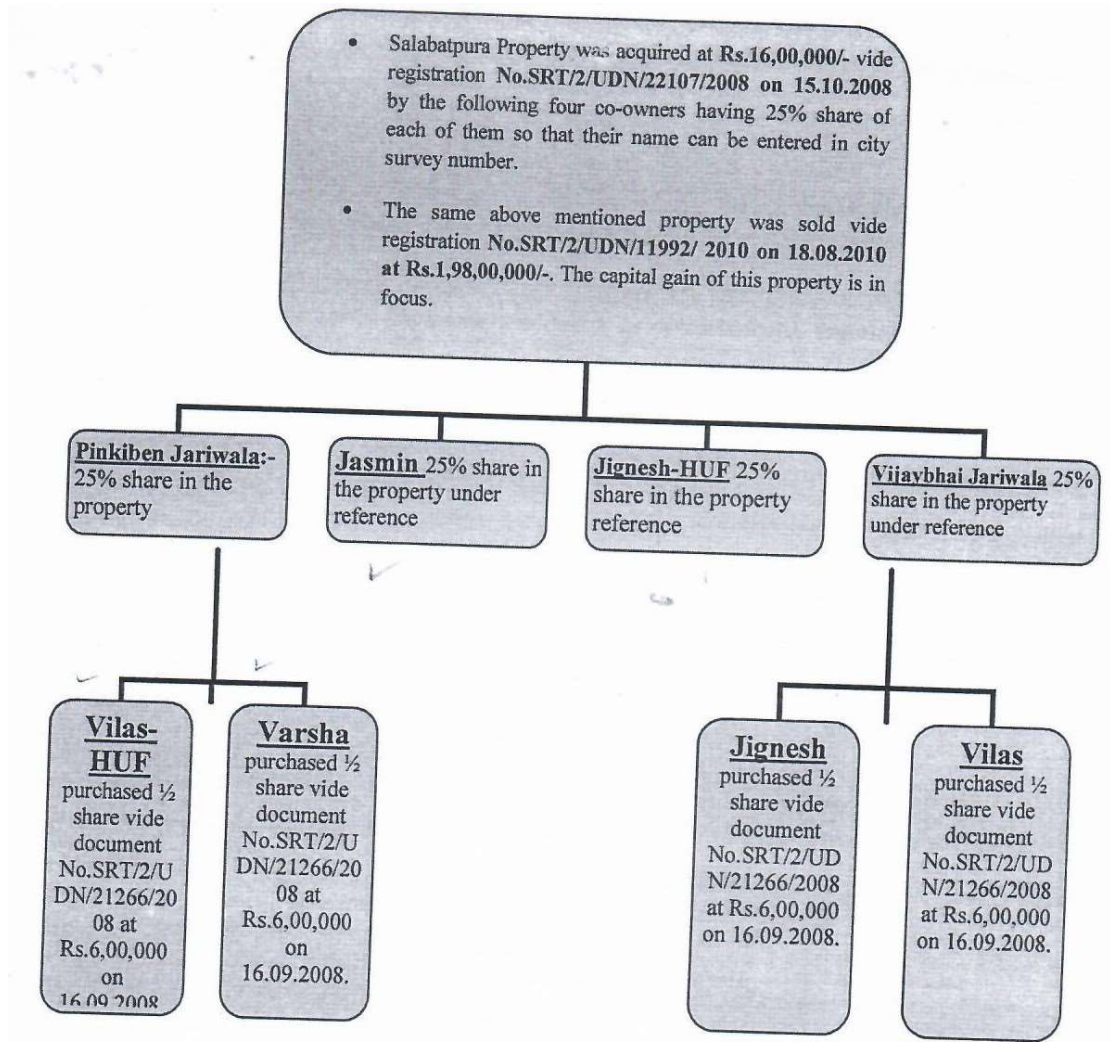 • Salabatpura Property was acquired at Rs.16,00,000/- vide
registration No.SRT/2/UDN/22107/2008 on 15.10.2008
by the following four co-owners having 25% share of
each of them so that their name can be entered in city
survey number.
• The same above mentioned property was sold vide
registration No.SRT/2/UDN/11992/ 2010 on 18.08.2010
at Rs.1,98,00,000/-. The capital gain of this property is in
focus.
Pinkiben Jariwala:-
25% share in the
property
Jasmin 25% share in
the property under
reference
Jignesh-HUF 25%
share in the property
reference
Vijaybhai Jariwala 25%
share in the property
under reference
Vilas-
HUF
purchased ½
share vide
document
No.SRT/2/U
DN/21266/20
08 at
Rs.6,00,000
on
16.09.2008
Varsha
purchased ½
share vide
document
No.SRT/2/U
DN/21266/20
08 at
Rs.6,00,000
on
16.09.2008.
Jignesh
purchased ½
share vide
document
No.SRT/2/UD
N/21266/2008
at Rs.6,00,000
on 16.09.2008.
Vilas
purchased ½
share vide
document
No.SRT/2/UD
N/21266/2008
at Rs.6,00,000
on 16.09.2008.